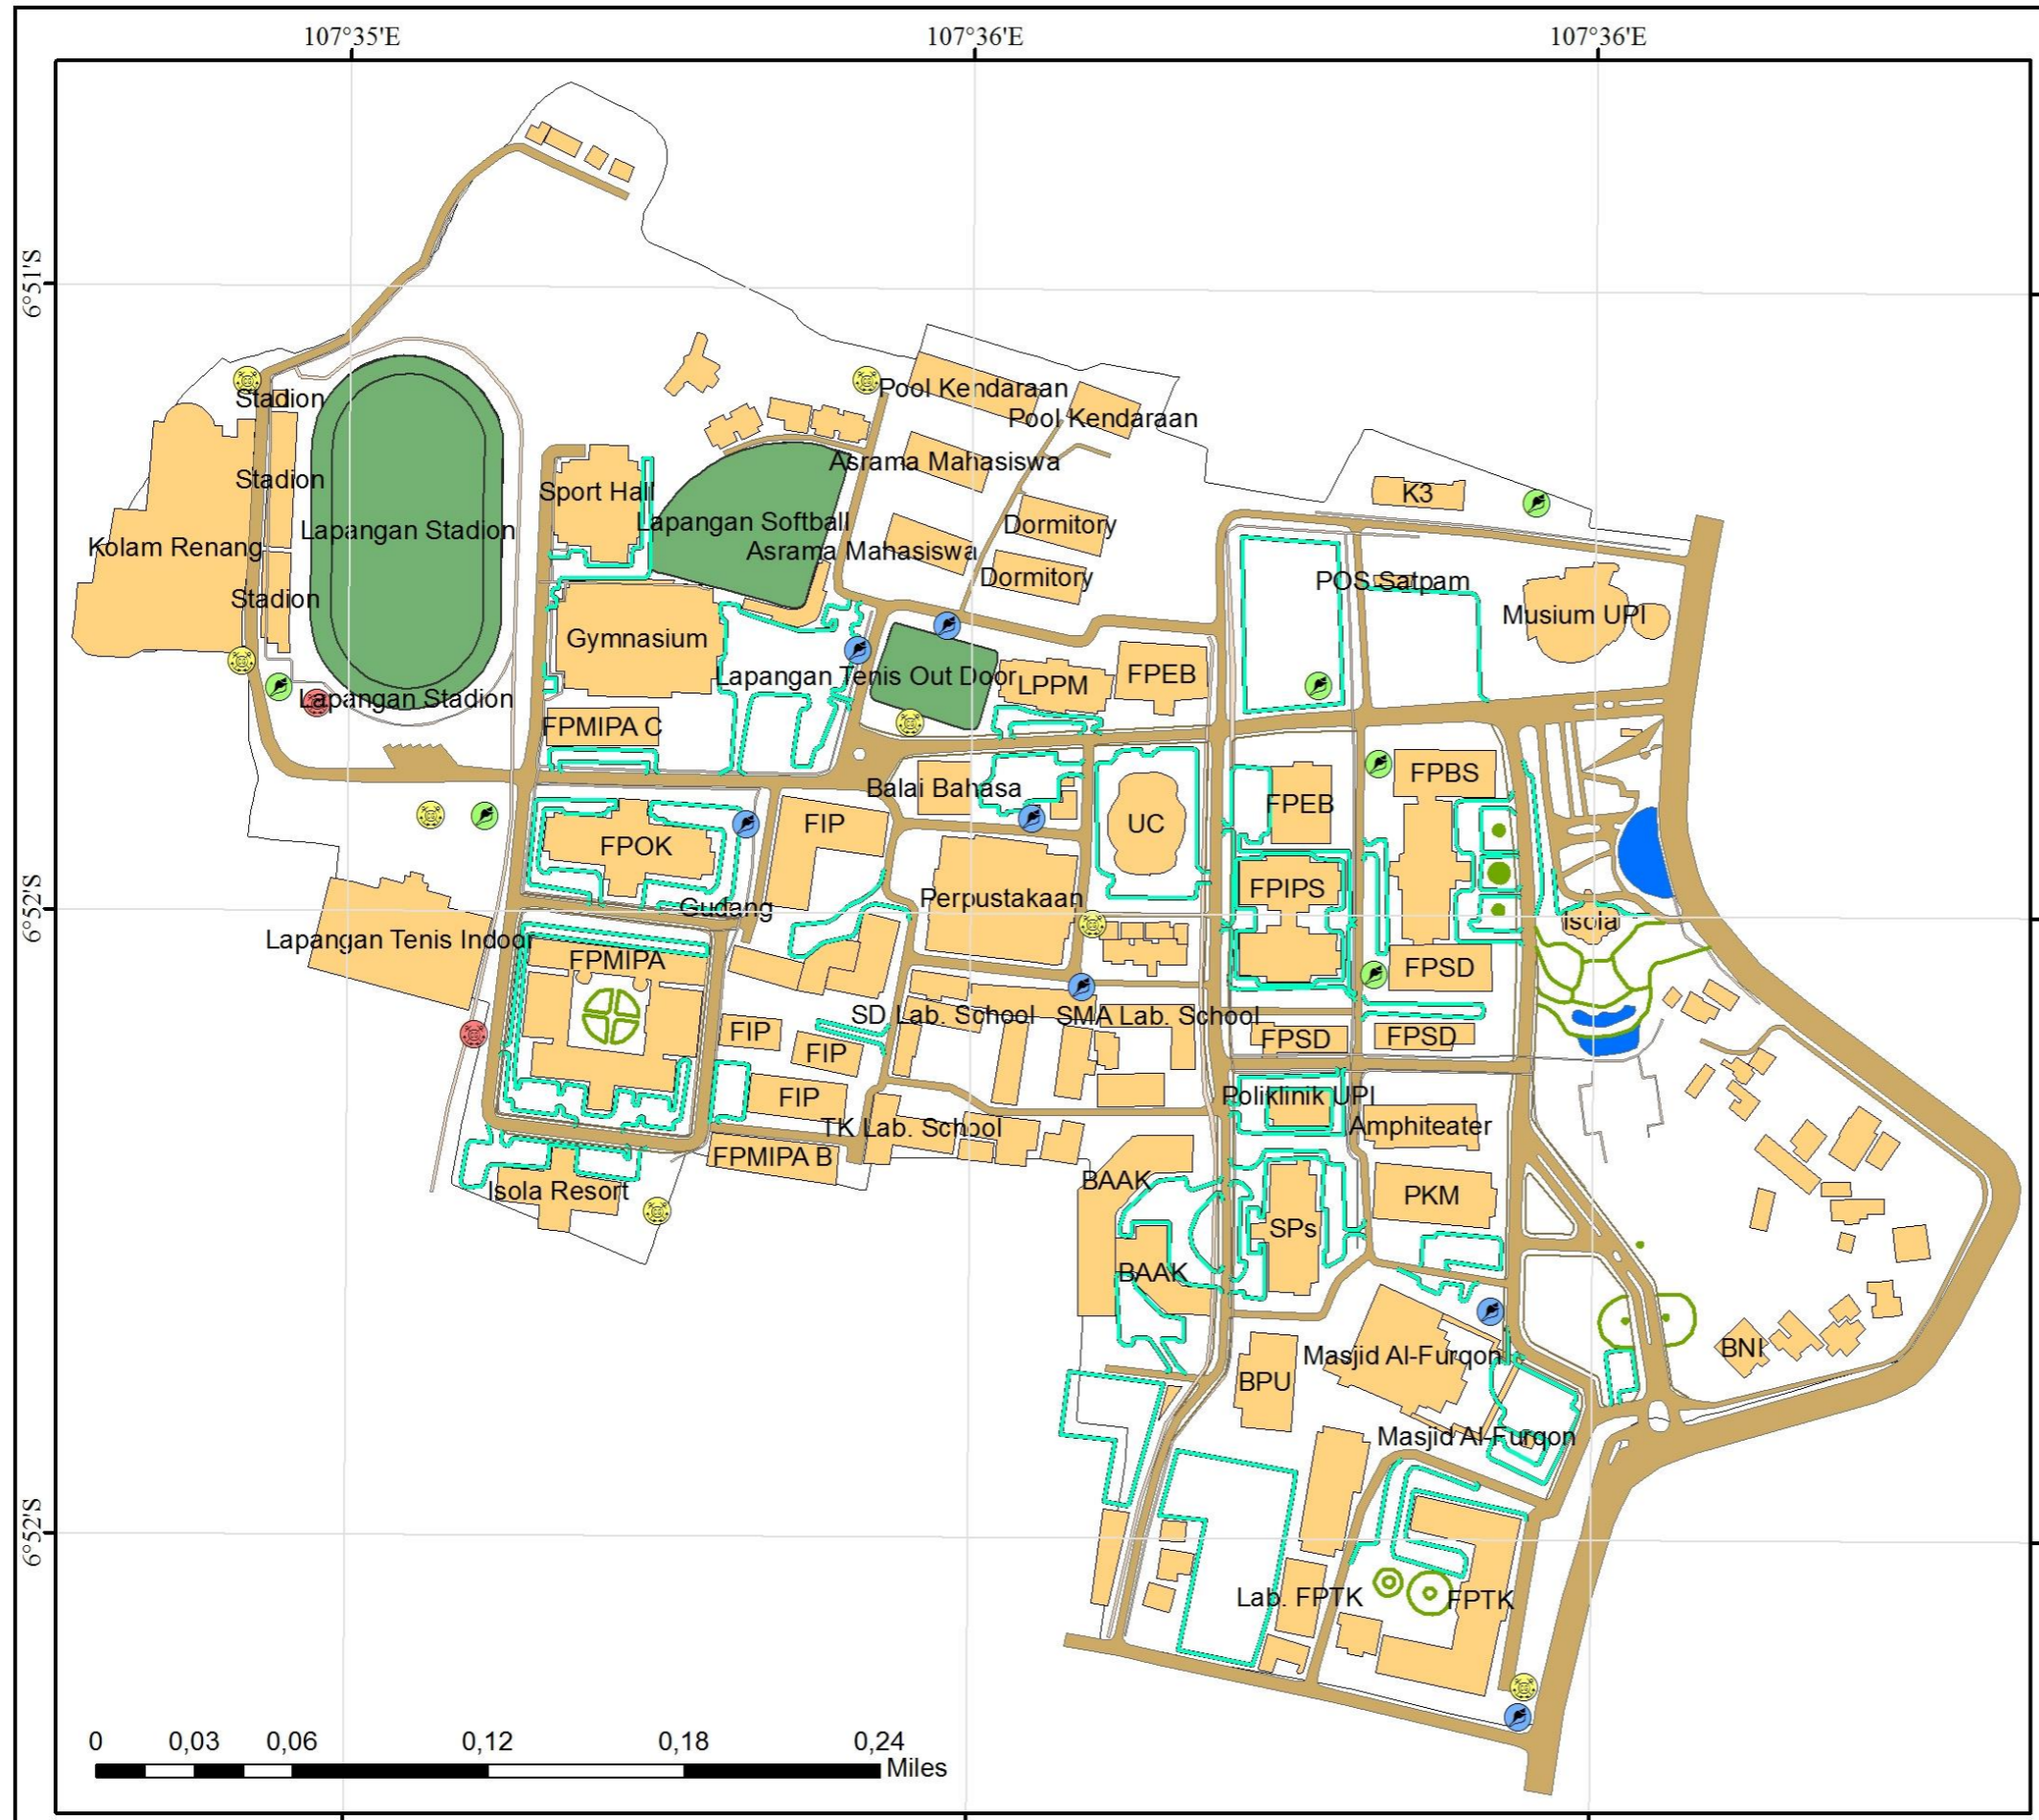 107°35'E
107°36'E
107°36'E
6°51'S
6°52'S
6°52'S
Stadion
Pool Kendaraan
Pool Kendaraan
Asrama Mahasiswa
Stadion
Sport Hall
K3
Lapangan Stadion
Lapangan Softball
Dormitory
Kolam Renang
Asrama Mahasiswa
Dormitory
POS Satpam
Stadion
Musium UPI
Gymnasium
Lapangan Tenis Out Door
LPPM
FPEB
Lapangan Stadion
FPMIPA C
Balai Bahasa
FPBS
FPEB
FPOK
FIP
UC
FPIPS
Perpustakaan
Gudang
Isola
Lapangan Tenis Indoor
FPMIPA
FPSD
SD Lab. School
SMA Lab. School
FIP
FIP
FPSD
FPSD
FIP
Poliklinik UPI
TK Lab. School
Amphiteater
FPMIPA B
BAAK
Isola Resort
PKM
SPs
BAAK
BNI
Masjid Al-Furqon
BPU
Masjid Al-Furqon
Lab. FPTK
FPTK
0 0,03 0,06 0,12 0,18 0,24
Miles